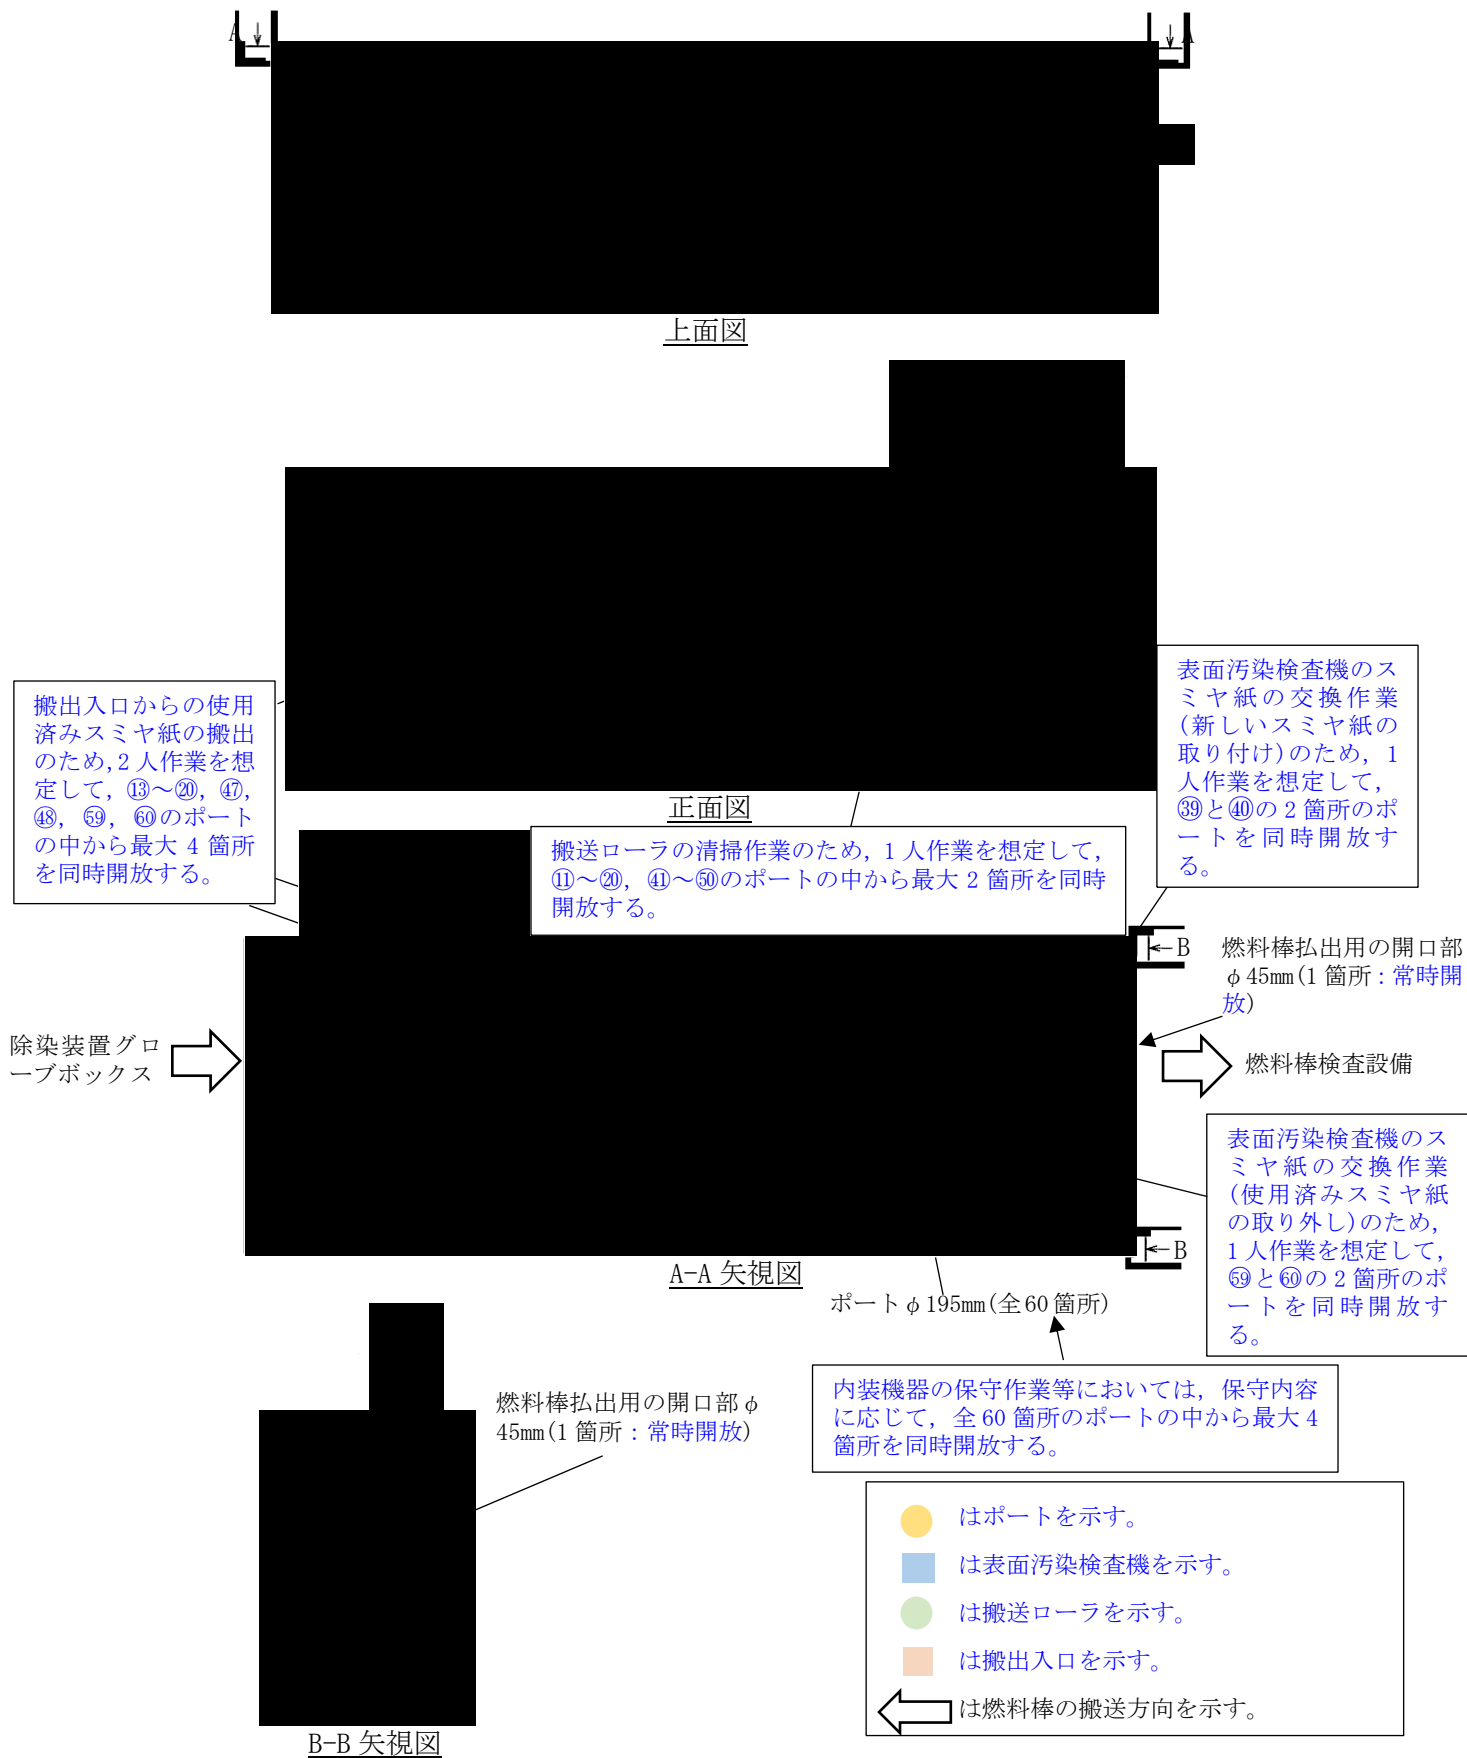 A
A
上面図
正面図
搬出入口からの使用
済みスミヤ紙の搬出
のため,2人作業を想
定して，⑬～⑳，㊼，
㊽，59，60のポート
の中から最大 4 箇所
を同時開放する。
搬送ローラの清掃作業のため，1人作業を想定して，
⑪～⑳，㊶～㊿のポートの中から最大 2 箇所を同時
開放する。
表面汚染検査機のス
ミヤ紙の交換作業
(新しいスミヤ紙の
取り付け)のため，1
人作業を想定して，
㊴と㊵の 2 箇所のポ
ートを同時開放す
る。
B
燃料棒払出用の開口部
φ45mm(1 箇所：常時開
放)
除染装置グロ
ーブボックス
燃料棒検査設備
表面汚染検査機のス
ミヤ紙の交換作業
(使用済みスミヤ紙
の取り外し)のため，
1人作業を想定して，
59と60の 2 箇所のポ
ートを同時開放す
る。
B
A-A 矢視図
ポートφ195mm(全60箇所)
内装機器の保守作業等においては，保守内容
に応じて，全 60 箇所のポートの中から最大 4
箇所を同時開放する。
燃料棒払出用の開口部φ
45mm(1 箇所：常時開放)
はポートを示す。
は表面汚染検査機を示す。
は搬送ローラを示す。
は搬出入口を示す。
は燃料棒の搬送方向を示す。
B-B 矢視図